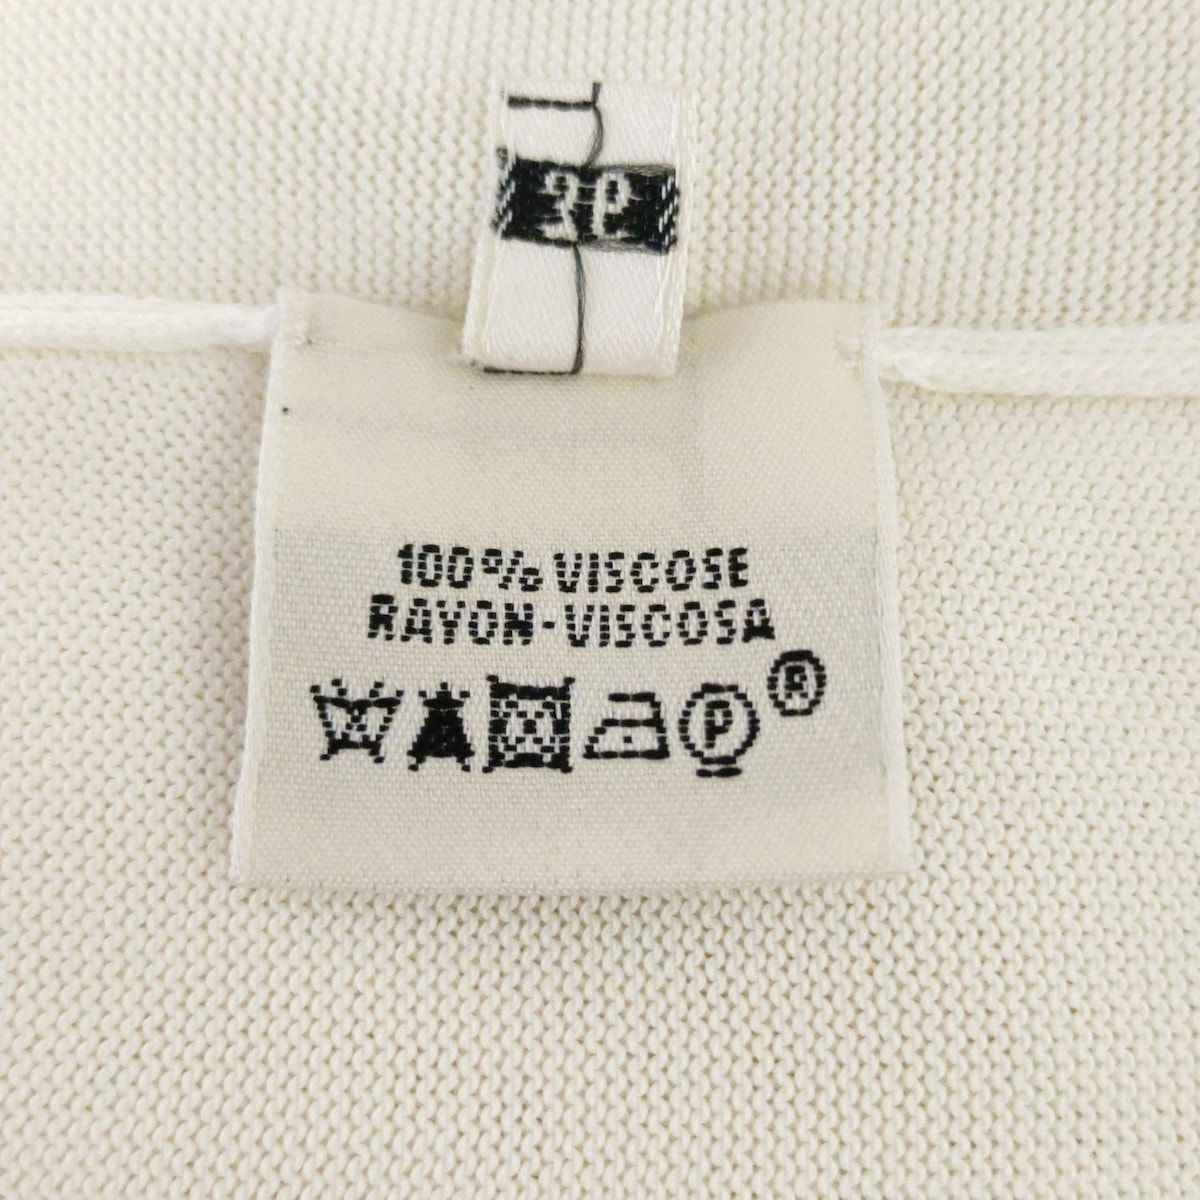 100% VISCOSE
RAYON-VISCOSA
P ®